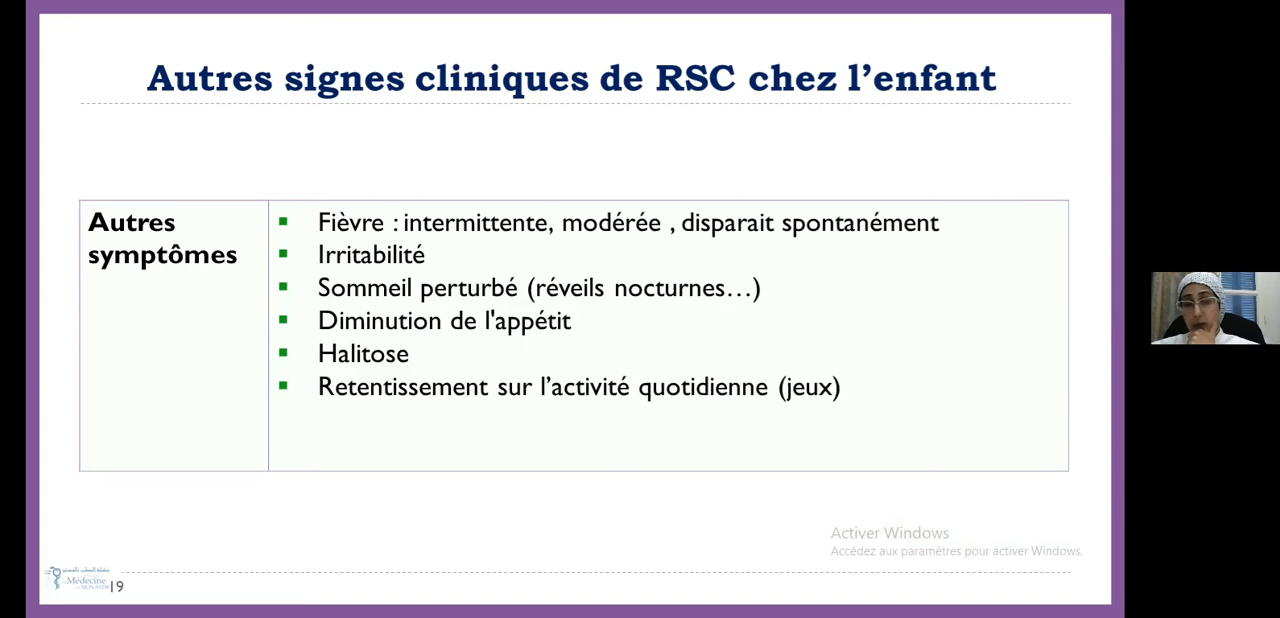 Autres signes cliniques de RSC chez l’enfant
Autres
symptômes
▪ Fièvre : intermittente, modérée , disparait spontanément
▪ Irritabilité
▪ Sommeil perturbé (réveils nocturnes…)
▪ Diminution de l'appétit
▪ Halitose
▪ Retentissement sur l’activité quotidienne (jeux)
Activer Windows
Accédez aux paramètres pour activer Windows.
Médecine
19